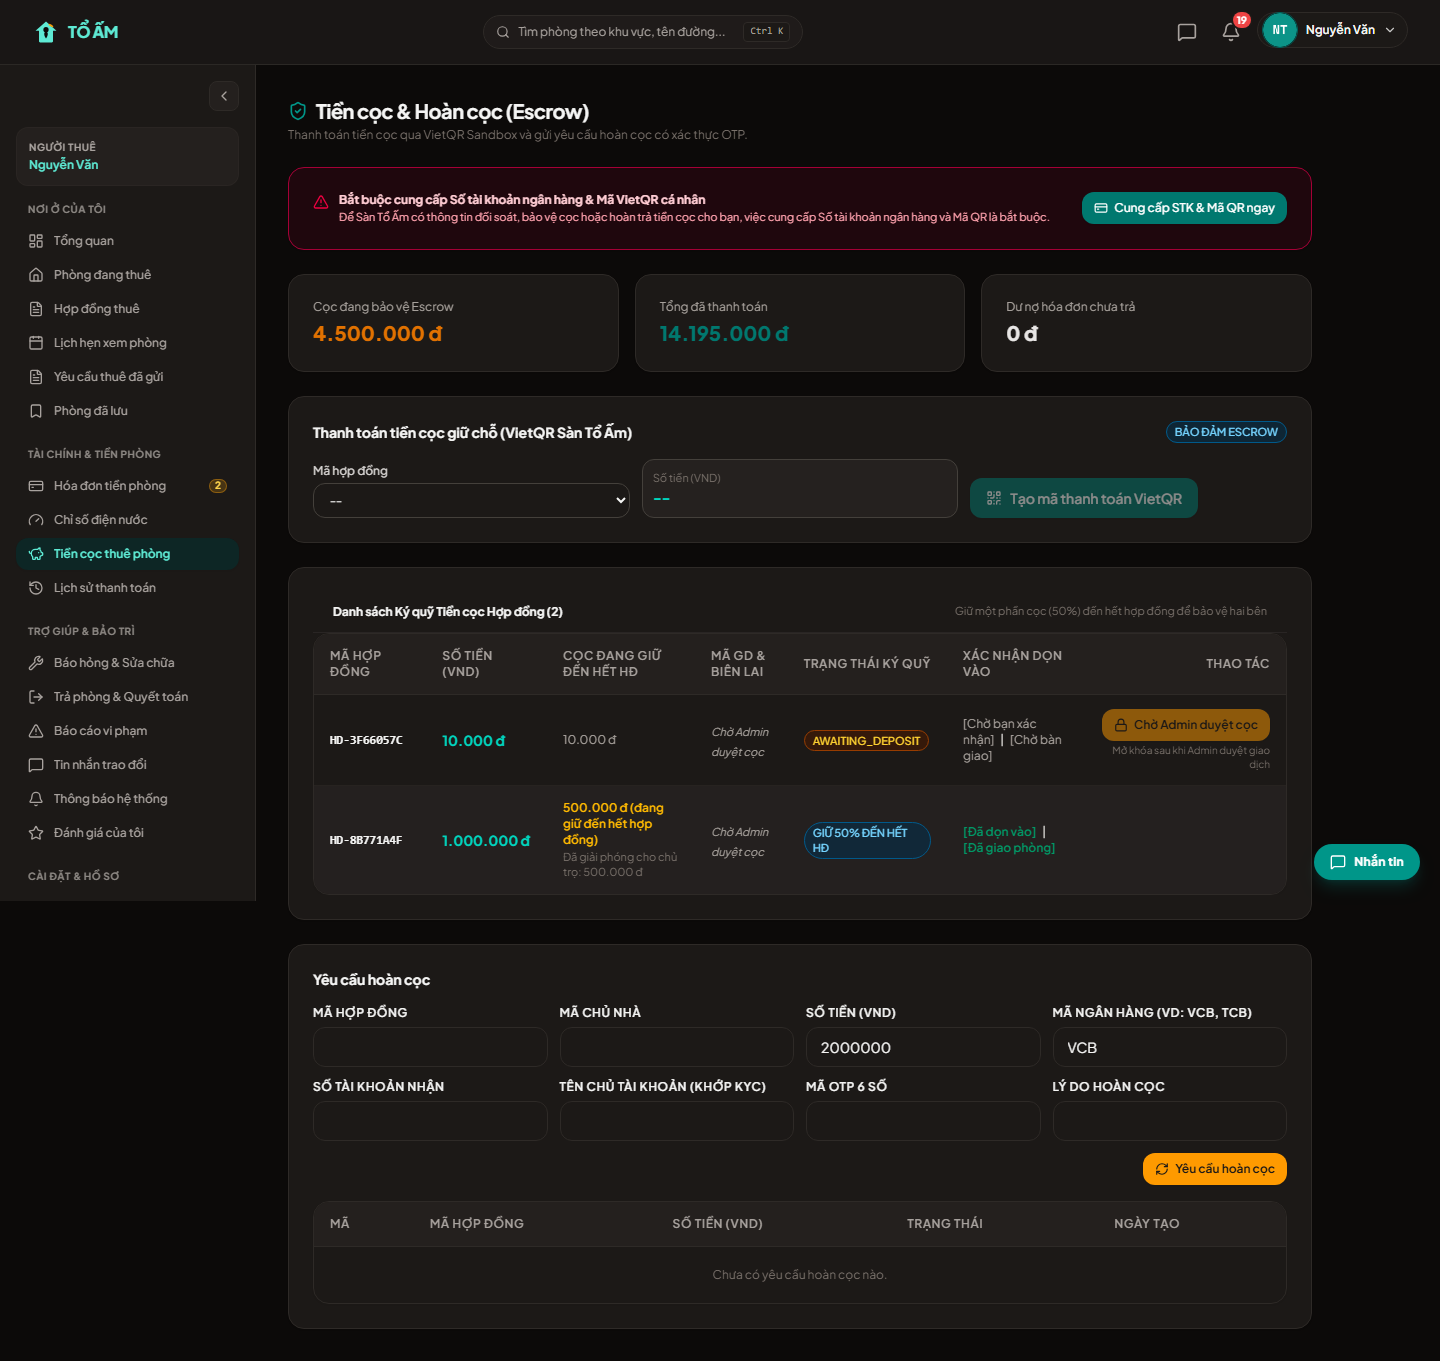 TỔ ẤM
Tìm phòng theo khu vực, tên đường...
Ctrl K
19
NT
Nguyễn Văn
NGƯỜI THUÊ
Nguyễn Văn
NƠI Ở CỦA TÔI
Tổng quan
Phòng đang thuê
Hợp đồng thuê
Lịch hẹn xem phòng
Yêu cầu thuê đã gửi
Phòng đã lưu
TÀI CHÍNH & TIỀN PHÒNG
Hóa đơn tiền phòng
2
Chỉ số điện nước
Tiền cọc thuê phòng
Lịch sử thanh toán
TRỢ GIÚP & BẢO TRÌ
Báo hỏng & Sửa chữa
Trả phòng & Quyết toán
Báo cáo vi phạm
Tin nhắn trao đổi
Thông báo hệ thống
Đánh giá của tôi
CÀI ĐẶT & HỒ SƠ
Tiền cọc & Hoàn cọc (Escrow)
Thanh toán tiền cọc qua VietQR Sandbox và gửi yêu cầu hoàn cọc có xác thực OTP.
Bắt buộc cung cấp Số tài khoản ngân hàng & Mã VietQR cá nhân
Để Sàn Tổ Ấm có thông tin đối soát, bảo vệ cọc hoặc hoàn trả tiền cọc cho bạn, việc cung cấp Số tài khoản ngân hàng và Mã QR là bắt buộc.
Cung cấp STK & Mã QR ngay
Cọc đang bảo vệ Escrow
4.500.000 đ
Tổng đã thanh toán
14.195.000 đ
Dư nợ hóa đơn chưa trả
0 đ
Thanh toán tiền cọc giữ chỗ (VietQR Sàn Tổ Ấm)
BẢO ĐẢM ESCROW
Mã hợp đồng
--
Số tiền (VND)
--
Tạo mã thanh toán VietQR
Danh sách Ký quỹ Tiền cọc Hợp đồng (2)
Giữ một phần cọc (50%) đến hết hợp đồng để bảo vệ hai bên
MÃ HỢP
ĐỒNG
SỐ TIỀN
(VND)
CỌC ĐANG GIỮ
ĐẾN HẾT HĐ
MÃ GD &
BIÊN LAI
TRẠNG THÁI KÝ QUỸ
XÁC NHẬN DỌN
VÀO
THAO TÁC
HD-3F66057C
10.000 đ
10.000 đ
Chờ Admin
duyệt cọc
AWAITING_DEPOSIT
[Chờ bạn xác
nhận] | [Chờ bàn
giao]
Chờ Admin duyệt cọc
Mở khóa sau khi Admin duyệt giao
dịch
HD-8B771A4F
1.000.000 đ
500.000 đ (đang
giữ đến hết hợp
đồng)
Đã giải phóng cho chủ
trọ: 500.000 đ
Chờ Admin
duyệt cọc
GIỮ 50% ĐẾN HẾT
HĐ
[Đã dọn vào] |
[Đã giao phòng]
Nhắn tin
Yêu cầu hoàn cọc
MÃ HỢP ĐỒNG
MÃ CHỦ NHÀ
SỐ TIỀN (VND)
MÃ NGÂN HÀNG (VD: VCB, TCB)
2000000
VCB
SỐ TÀI KHOẢN NHẬN
TÊN CHỦ TÀI KHOẢN (KHỚP KYC)
MÃ OTP 6 SỐ
LÝ DO HOÀN CỌC
Yêu cầu hoàn cọc
MÃ
MÃ HỢP ĐỒNG
SỐ TIỀN (VND)
TRẠNG THÁI
NGÀY TẠO
Chưa có yêu cầu hoàn cọc nào.